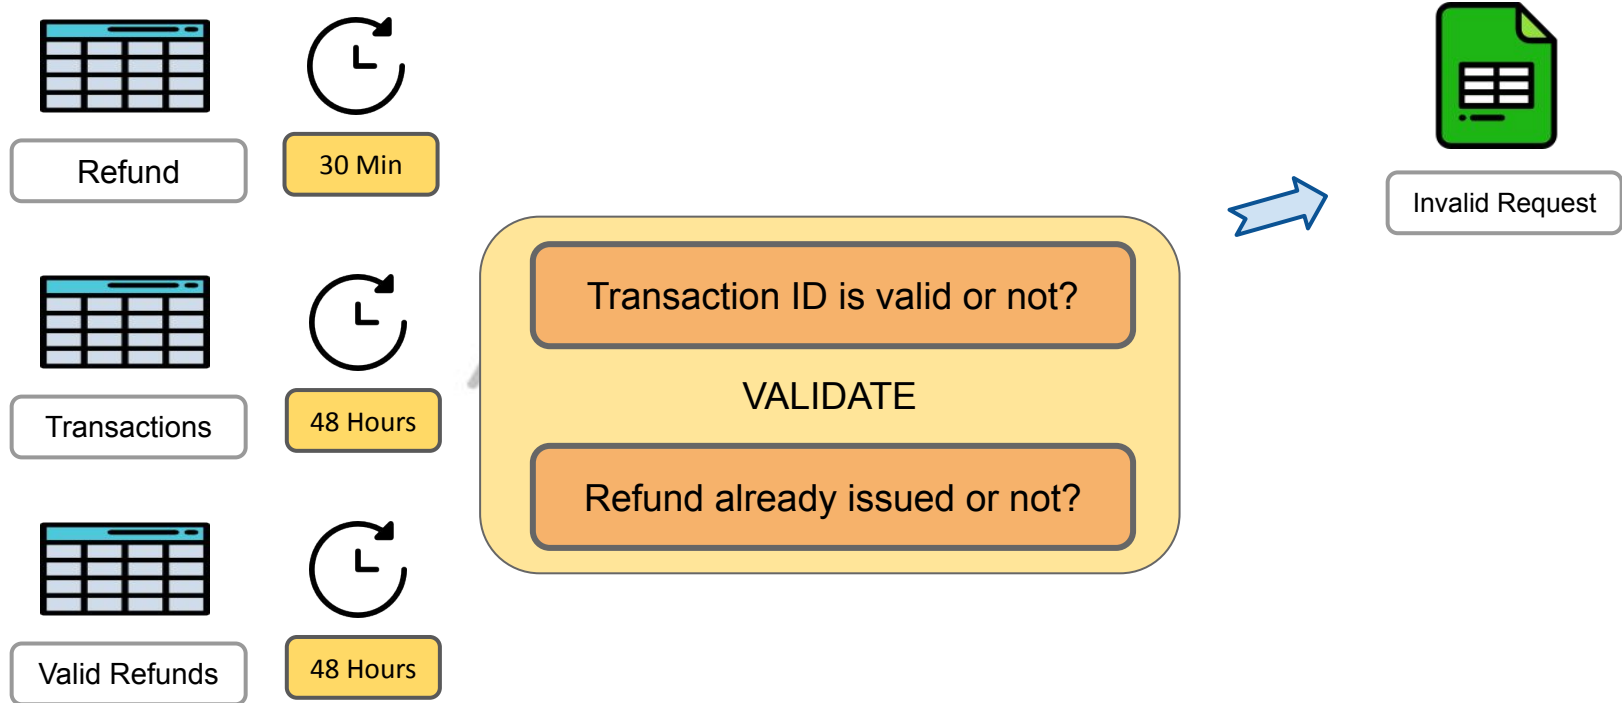 Refund
30 Min
Invalid Request
Transaction ID is valid or not?
Transactions
48 Hours
VALIDATE
Refund already issued or not?
Valid Refunds
48 Hours